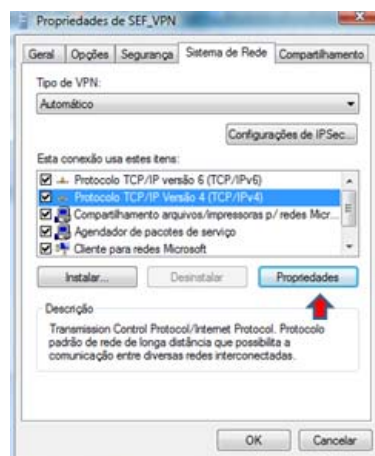 Propriedades de SEF_VPN
Geral Opções Segurança Sistema de Rede Compartilhamento
Tipo de VPN:
Automático
Configurações de IPSec...
Esta conexão usa estes itens:
Protocolo TCP/IP versão 6 (TCP/IPv6)
Protocolo TCP/IP Versão 4 (TCP/IPv4)
Compartilhamento arquivos/impressoras p/ redes Micr...
Agendador de pacotes de serviço
Cliente para redes Microsoft
Instalar... Desinstalar Propriedades
Descrição
Transmission Control Protocol/Internet Protocol. Protocolo
padrão de rede de longa distância que possibilita a
comunicação entre diversas redes interconectadas.
OK Cancelar